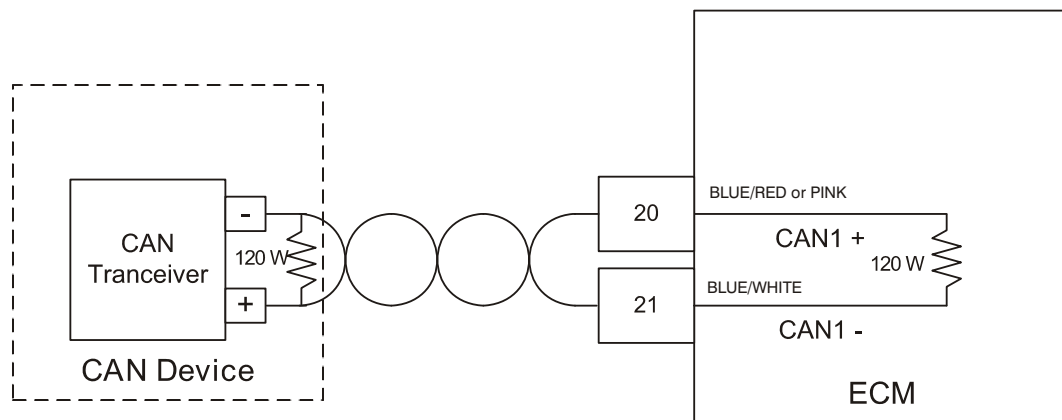 CAN
Tranceiver
-
+
120 W
CAN Device
20
21
BLUE/RED or PINK
CAN1 +
120 W
BLUE/WHITE
CAN1 -
ECM